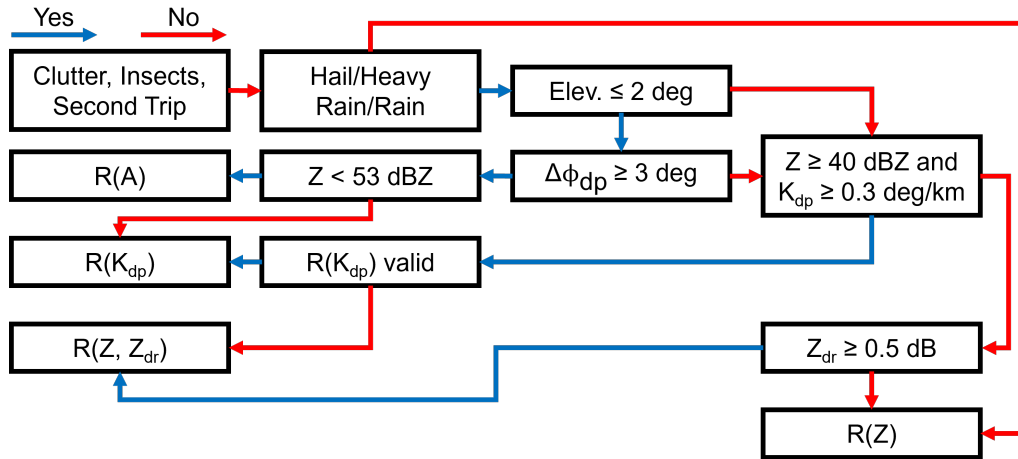 Yes
No
Clutter, Insects,
Second Trip
Hail/Heavy
Rain/Rain
Elev. ≤ 2 deg
R(A)
Z < 53 dBZ
Δϕdp ≥ 3 deg
Z ≥ 40 dBZ and
Kdp ≥ 0.3 deg/km
R(Kdp)
R(Kdp) valid
R(Z, Zdr)
Zdr ≥ 0.5 dB
R(Z)